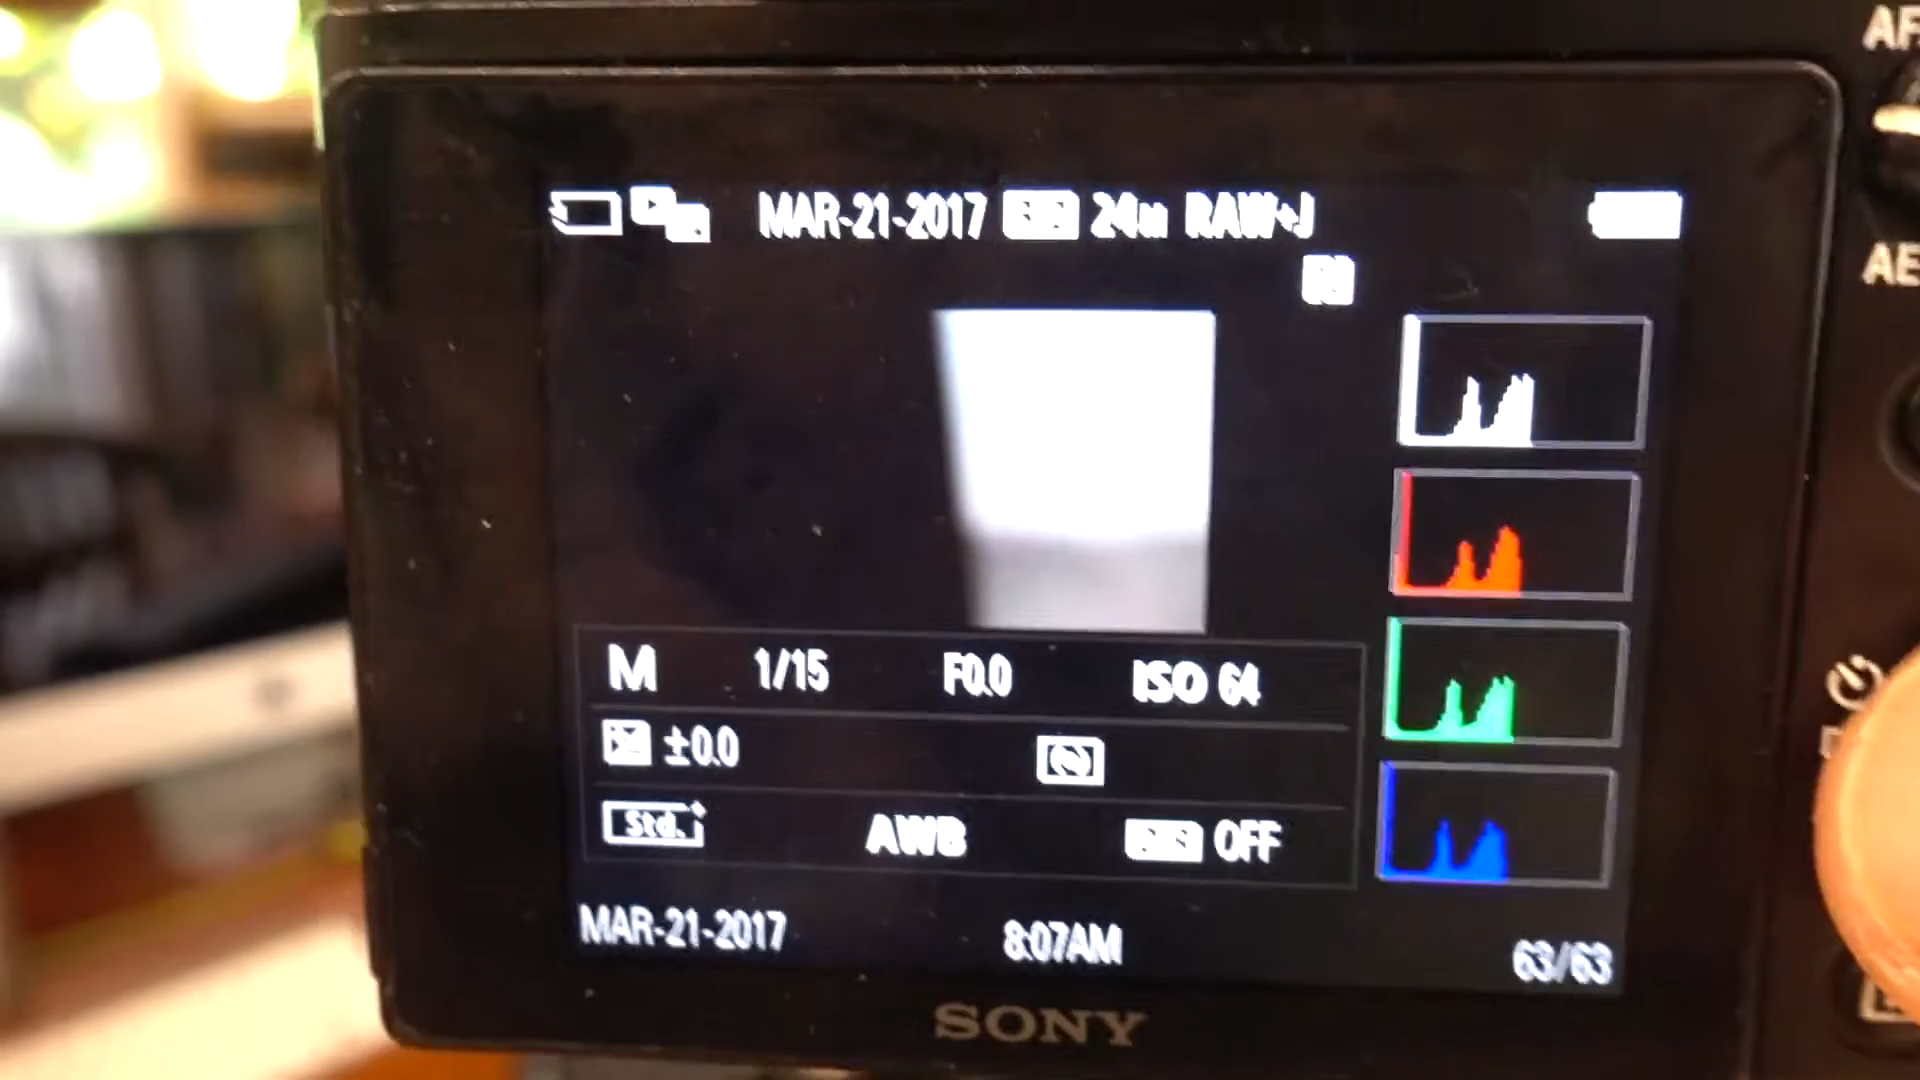 AF
MAR-21-2017 24M RAW+J
AE
M 1/15 F0.0 ISO 64
±0.0
Std. AWB OFF
MAR-21-2017 8:07AM 63/63
SONY